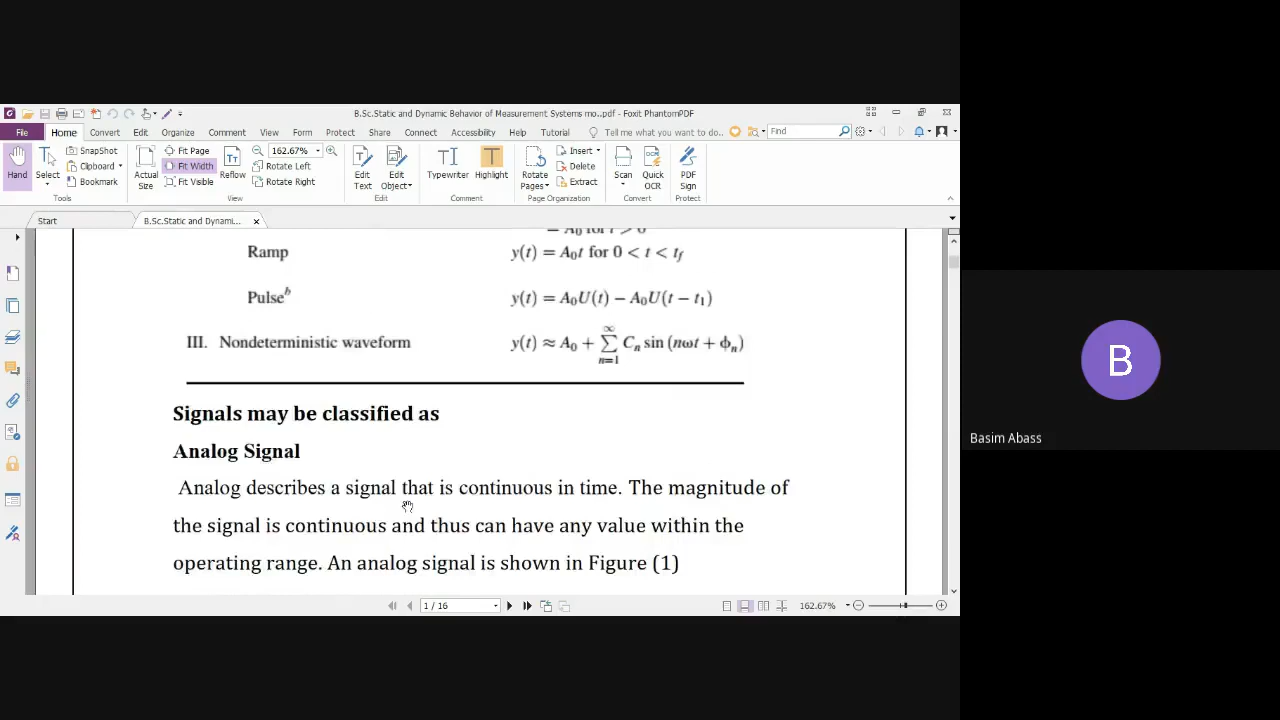 B.Sc.Static and Dynamic Behavior of Measurement Systems mo...pdf - Foxit PhantomPDF
File Home Convert Edit Organize Comment View Form Protect Share Connect Accessibility Help Tutorial Tell me what you want to do.. Find
Hand Select SnapShot Clipboard Bookmark Actual Size Fit Page Fit Width Fit Visible Reflow 162.67% Rotate Left Rotate Right Edit Text Edit Object Typewriter Highlight Rotate Pages Insert Delete Extract Scan Quick OCR PDF Sign
Tools View Edit Comment Page Organization Convert Protect
Start B.Sc.Static and Dynami...
= A₀ for t > 0
Ramp y(t) = A₀t for 0 < t < t_f
Pulse^b y(t) = A₀U(t) − A₀U(t − t₁)
III. Nondeterministic waveform y(t) ≈ A₀ + ∑_{n=1}^{∞} C_n sin (nωt + ϕ_n)
Signals may be classified as
Analog Signal
Analog describes a signal that is continuous in time. The magnitude of
the signal is continuous and thus can have any value within the
operating range. An analog signal is shown in Figure (1)
1 / 16 162.67%
B
Basim Abass